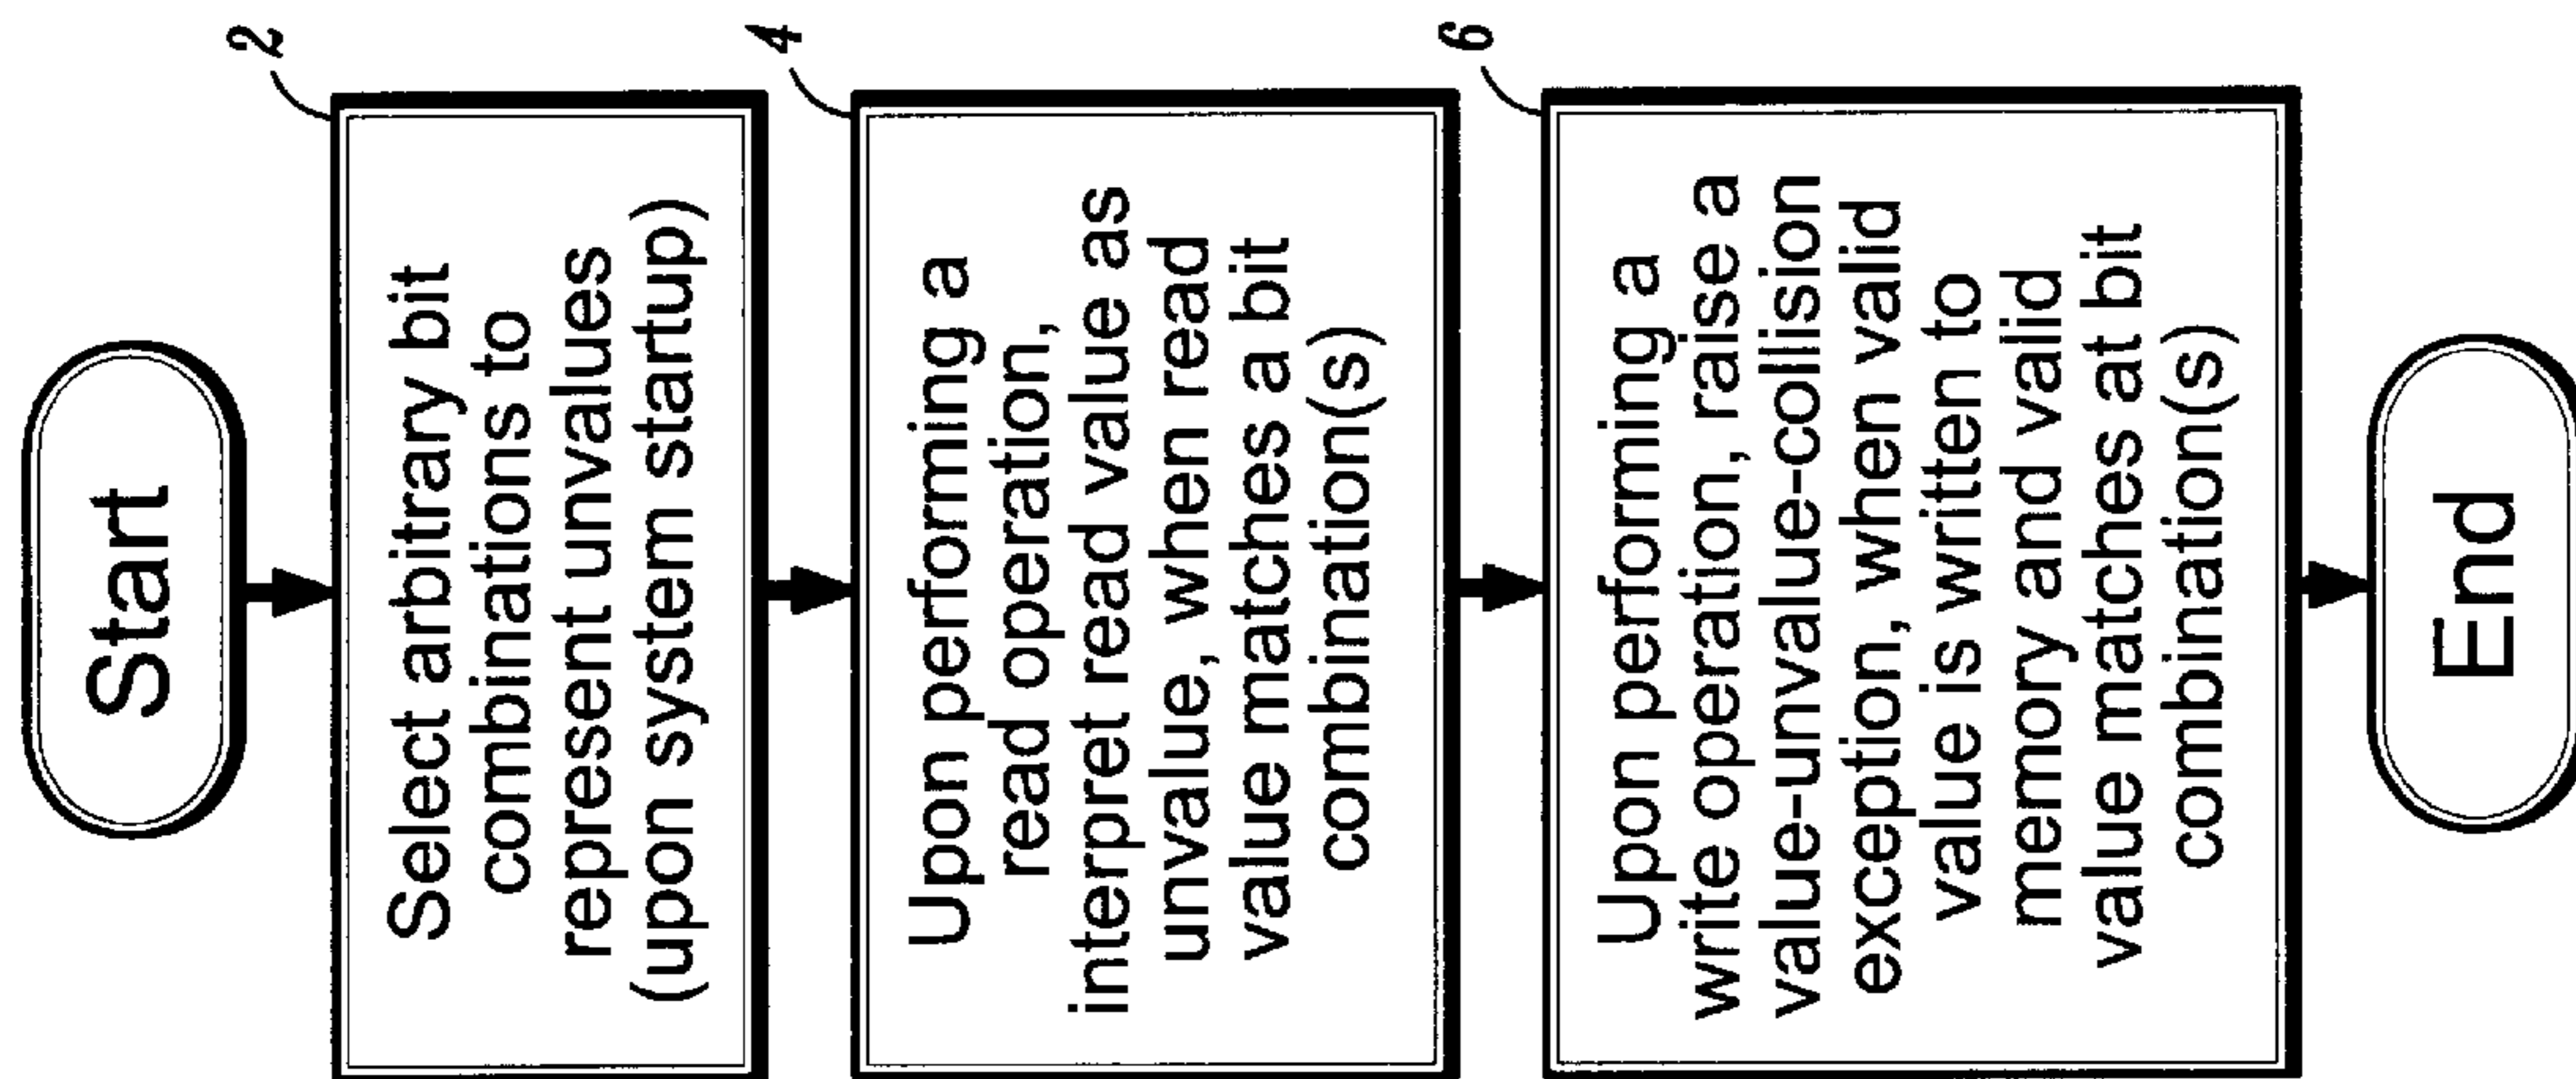 Start
2
Select arbitrary bit
combinations to
represent unvalues
(upon system startup)
4
Upon performing a
read operation,
interpret read value as
unvalue, when read
value matches a bit
combination(s)
6
Upon performing a
write operation, raise a
value-unvalue-collision
exception, when valid
value is written to
memory and valid
value matches at bit
combination(s)
End